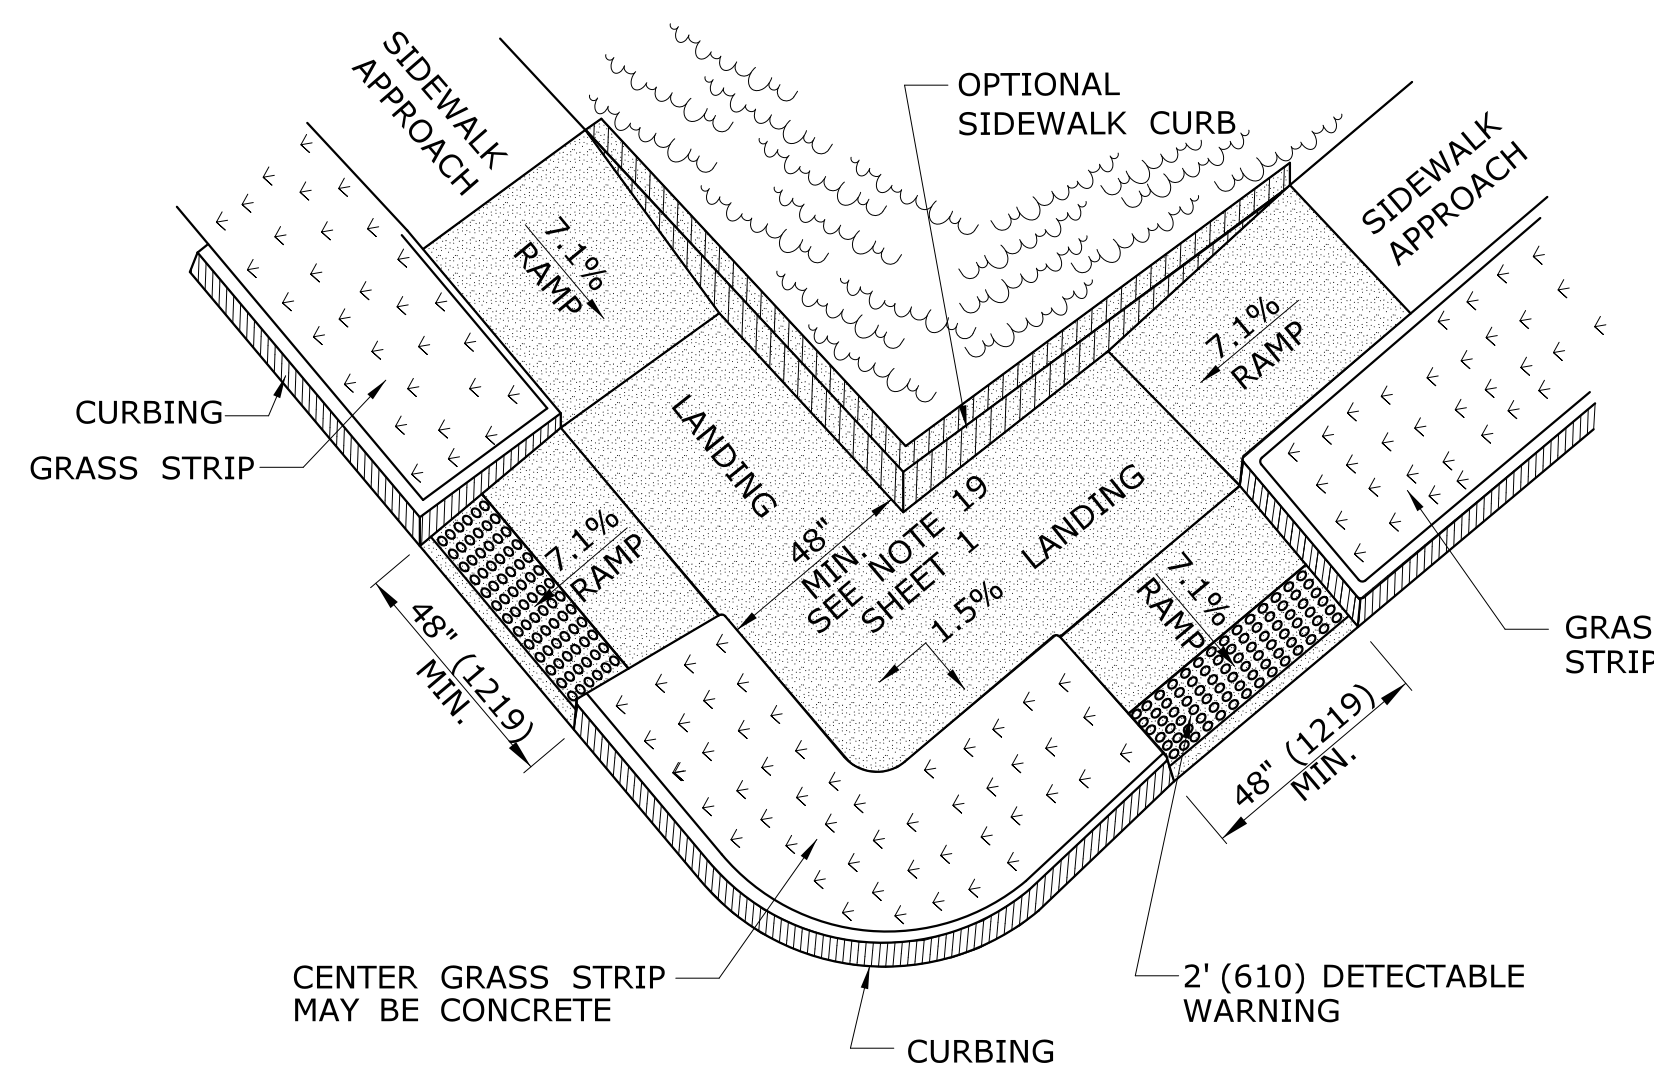 SIDEWALK
APPROACH
OPTIONAL
SIDEWALK CURB
SIDEWALK
APPROACH
7.1%
RAMP
7.1%
RAMP
CURBING
GRASS STRIP
LANDING
LANDING
48"
MIN.
SEE NOTE 19
SHEET 1
1.5%
7.1%
RAMP
7.1%
RAMP
48" (1219)
MIN.
GRAS
STRIP
48" (1219)
MIN.
CENTER GRASS STRIP
MAY BE CONCRETE
2' (610) DETECTABLE
WARNING
CURBING